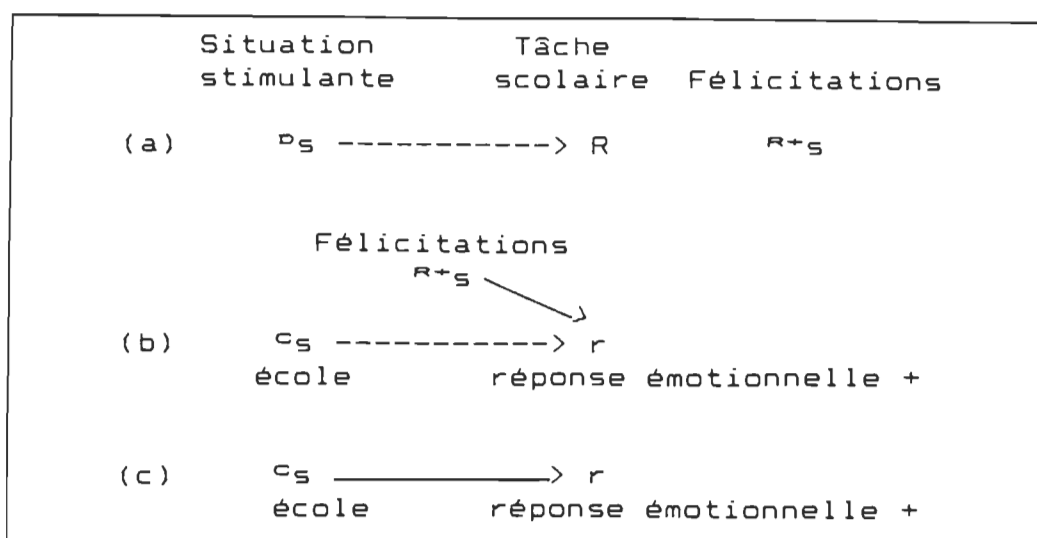 Situation Tâche
stimulante scolaire Félicitations
(a) ᴰS -----------> R ᴿ⁺S
Félicitations
ᴿ⁺S
(b) ᶜS -----------> r
école réponse émotionnelle +
(c) ᶜS ───────> r
école réponse émotionnelle +